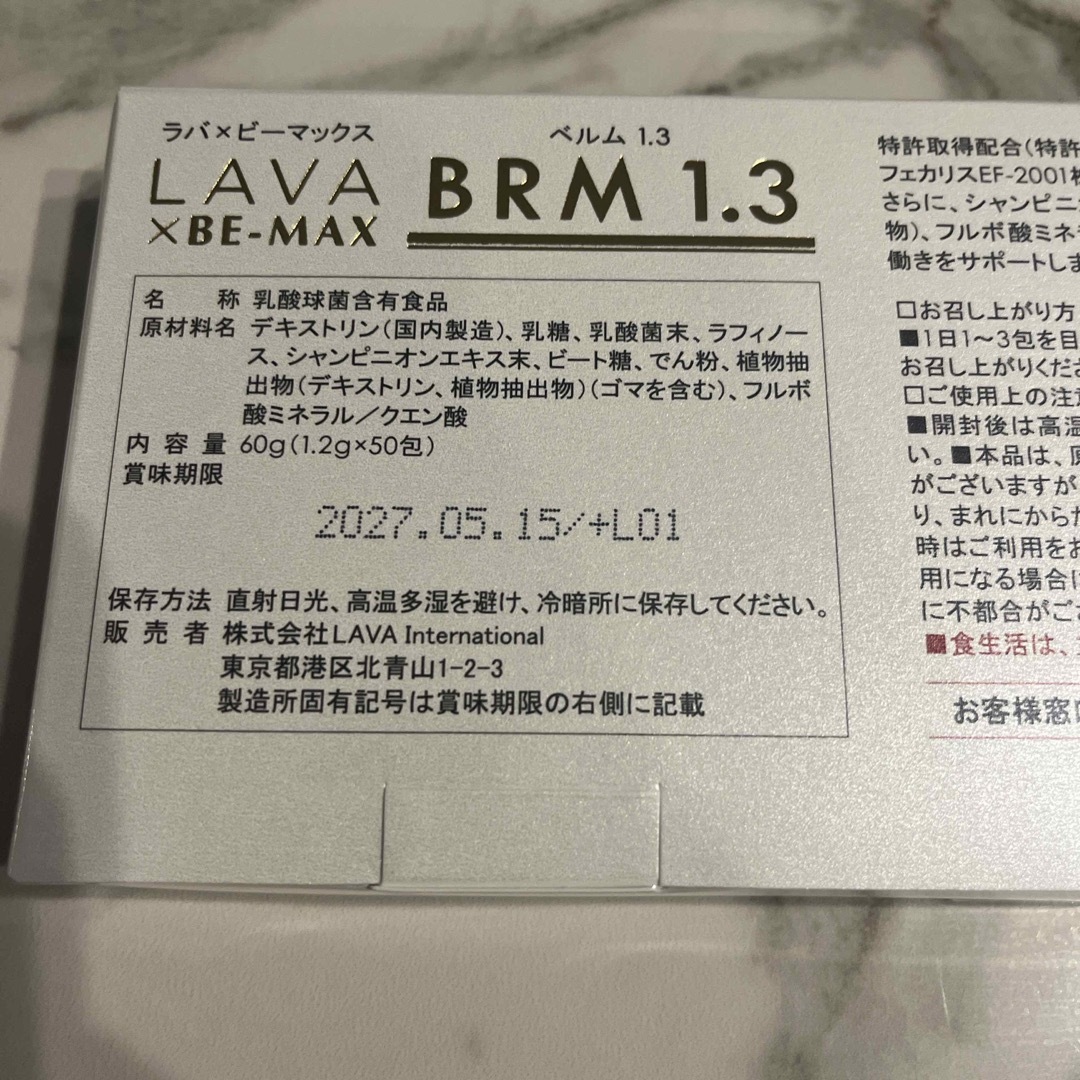 ラバ×ビーマックス
LAVA
×BE-MAX
ベルム 1.3
BRM 1.3
名 称 乳酸球菌含有食品
原材料名 デキストリン(国内製造)、乳糖、乳酸菌末、ラフィノー
ス、シャンピニオンエキス末、ビート糖、でん粉、植物抽
出物(デキストリン、植物抽出物)(ゴマを含む)、フルボ
酸ミネラル/クエン酸
内容量 60g(1.2g×50包)
賞味期限
2027.05.15/+L01
保存方法 直射日光、高温多湿を避け、冷暗所に保存してください。
販売者 株式会社LAVA International
東京都港区北青山1-2-3
製造所固有記号は賞味期限の右側に記載
特許取得配合(特許
フェカリスEF-2001株
さらに、シャンピニ
物)、フルボ酸ミネ
働きをサポートしま
□お召し上がり方
■1日1~3包を目
お召し上がりくださ
□ご使用上の注意
■開封後は高温
い。■本品は、原
がございますが
り、まれにからだ
時はご利用をお
用になる場合に
に不都合がござ
■食生活は、
お客様窓口